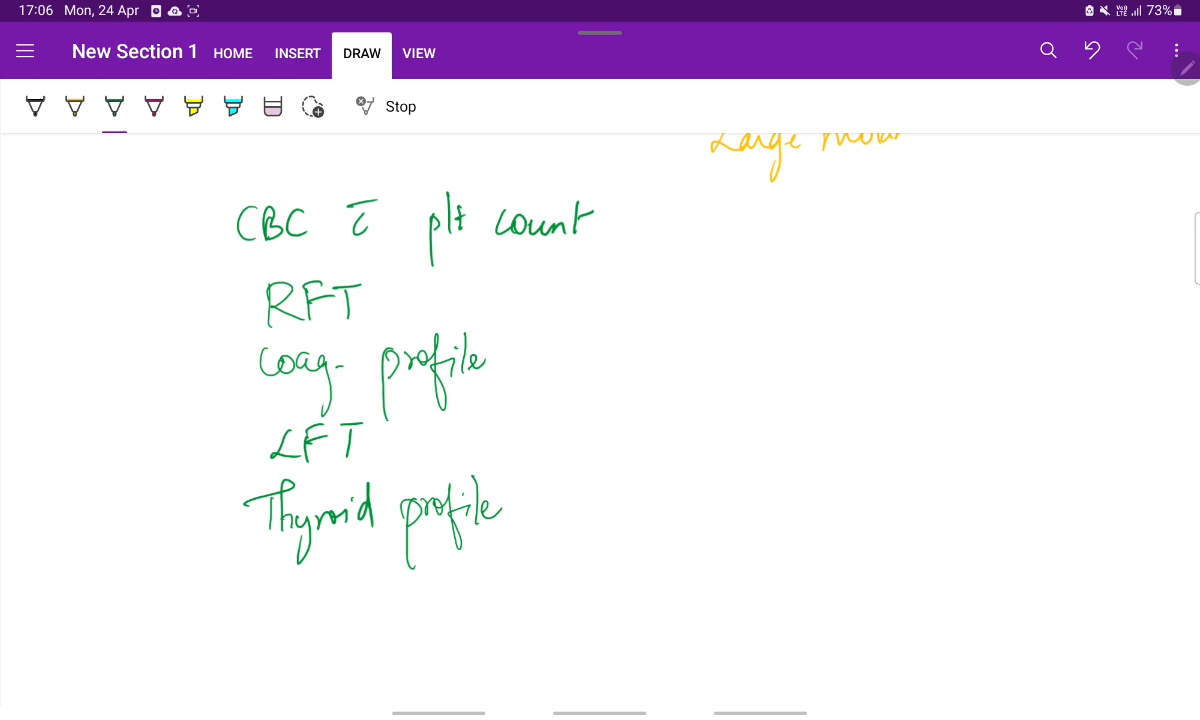 17:06 Mon, 24 Apr 73%
New Section 1 HOME INSERT DRAW VIEW
Stop
Large
CBC c̄ plt count
RFT
Coag- profile
LFT
Thyroid profile